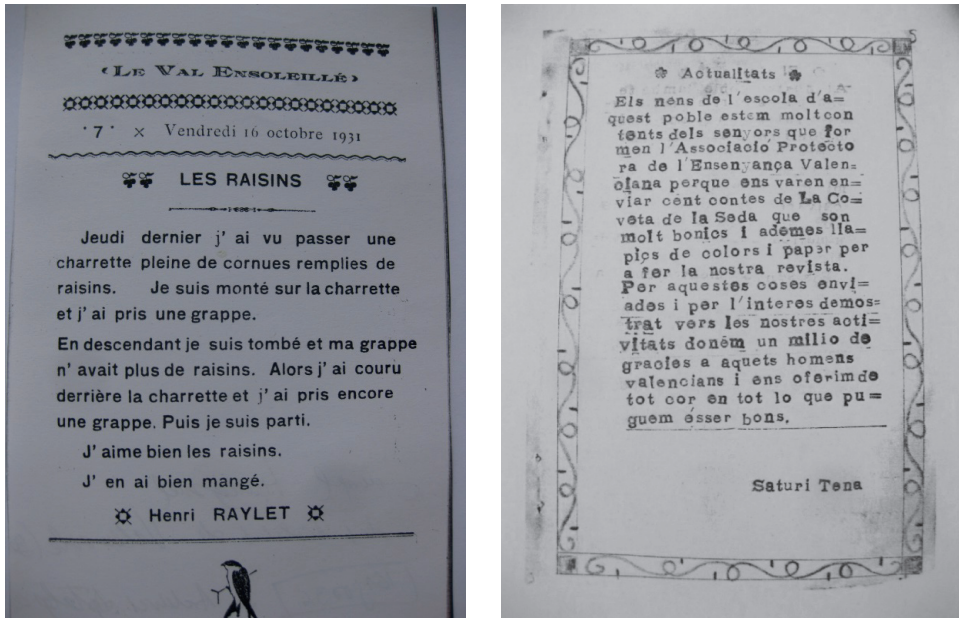 ‹ LE VAL ENSOLEILLÉ ›
· 7 · × Vendredi 16 octobre 1931
LES RAISINS
Jeudi dernier j' ai vu passer une
charrette pleine de cornues remplies de
raisins. Je suis monté sur la charrette
et j' ai pris une grappe.
En descendant je suis tombé et ma grappe
n' avait plus de raisins. Alors j' ai couru
derrière la charrette et j' ai pris encore
une grappe. Puis je suis parti.
J' aime bien les raisins.
J' en ai bien mangé.
Henri RAYLET
5
Actualitats
Els nens de l'escola d'a=
quest poble estem moltcon
tents dels senyors que for
men l'Associacio Protecto
ra de l'Ensenyança Valen=
ciana perque ens varen en=
viar cent contes de La Co=
veta de la Seda que son
molt bonics i ademes lla=
pics de colors i paper per
a fer la nostra revista.
Per aquestes coses envi=
ades i per l'interes demos=
trat vers les nostres acti=
vitats donem un milio de
gracies a aquets homens
valencians i ens oferimde
tot cor en tot lo que pu=
guem ésser bons.
Saturi Tena